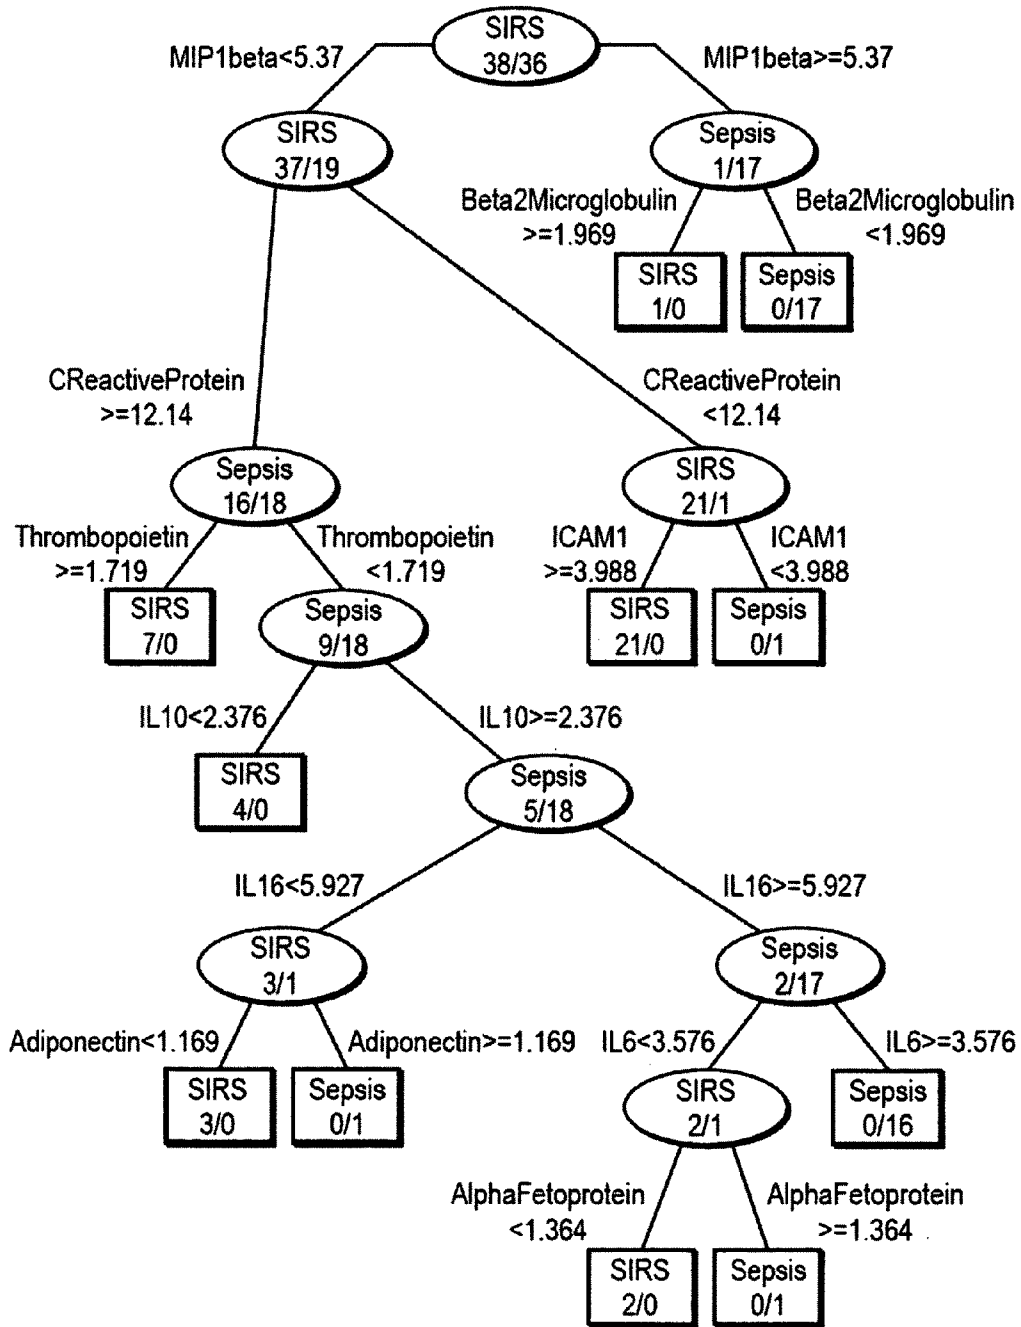 SIRS
38/36
MIP1beta<5.37
MIP1beta>=5.37
SIRS
37/19
Sepsis
1/17
Beta2Microglobulin
>=1.969
Beta2Microglobulin
<1.969
SIRS
1/0
Sepsis
0/17
CReactiveProtein
>=12.14
CReactiveProtein
<12.14
Sepsis
16/18
SIRS
21/1
Thrombopoietin
>=1.719
Thrombopoietin
<1.719
ICAM1
>=3.988
ICAM1
<3.988
SIRS
7/0
Sepsis
9/18
SIRS
21/0
Sepsis
0/1
IL10<2.376
IL10>=2.376
SIRS
4/0
Sepsis
5/18
IL16<5.927
IL16>=5.927
SIRS
3/1
Sepsis
2/17
Adiponectin<1.169
Adiponectin>=1.169
IL6<3.576
IL6>=3.576
SIRS
3/0
Sepsis
0/1
SIRS
2/1
Sepsis
0/16
AlphaFetoprotein
<1.364
AlphaFetoprotein
>=1.364
SIRS
2/0
Sepsis
0/1